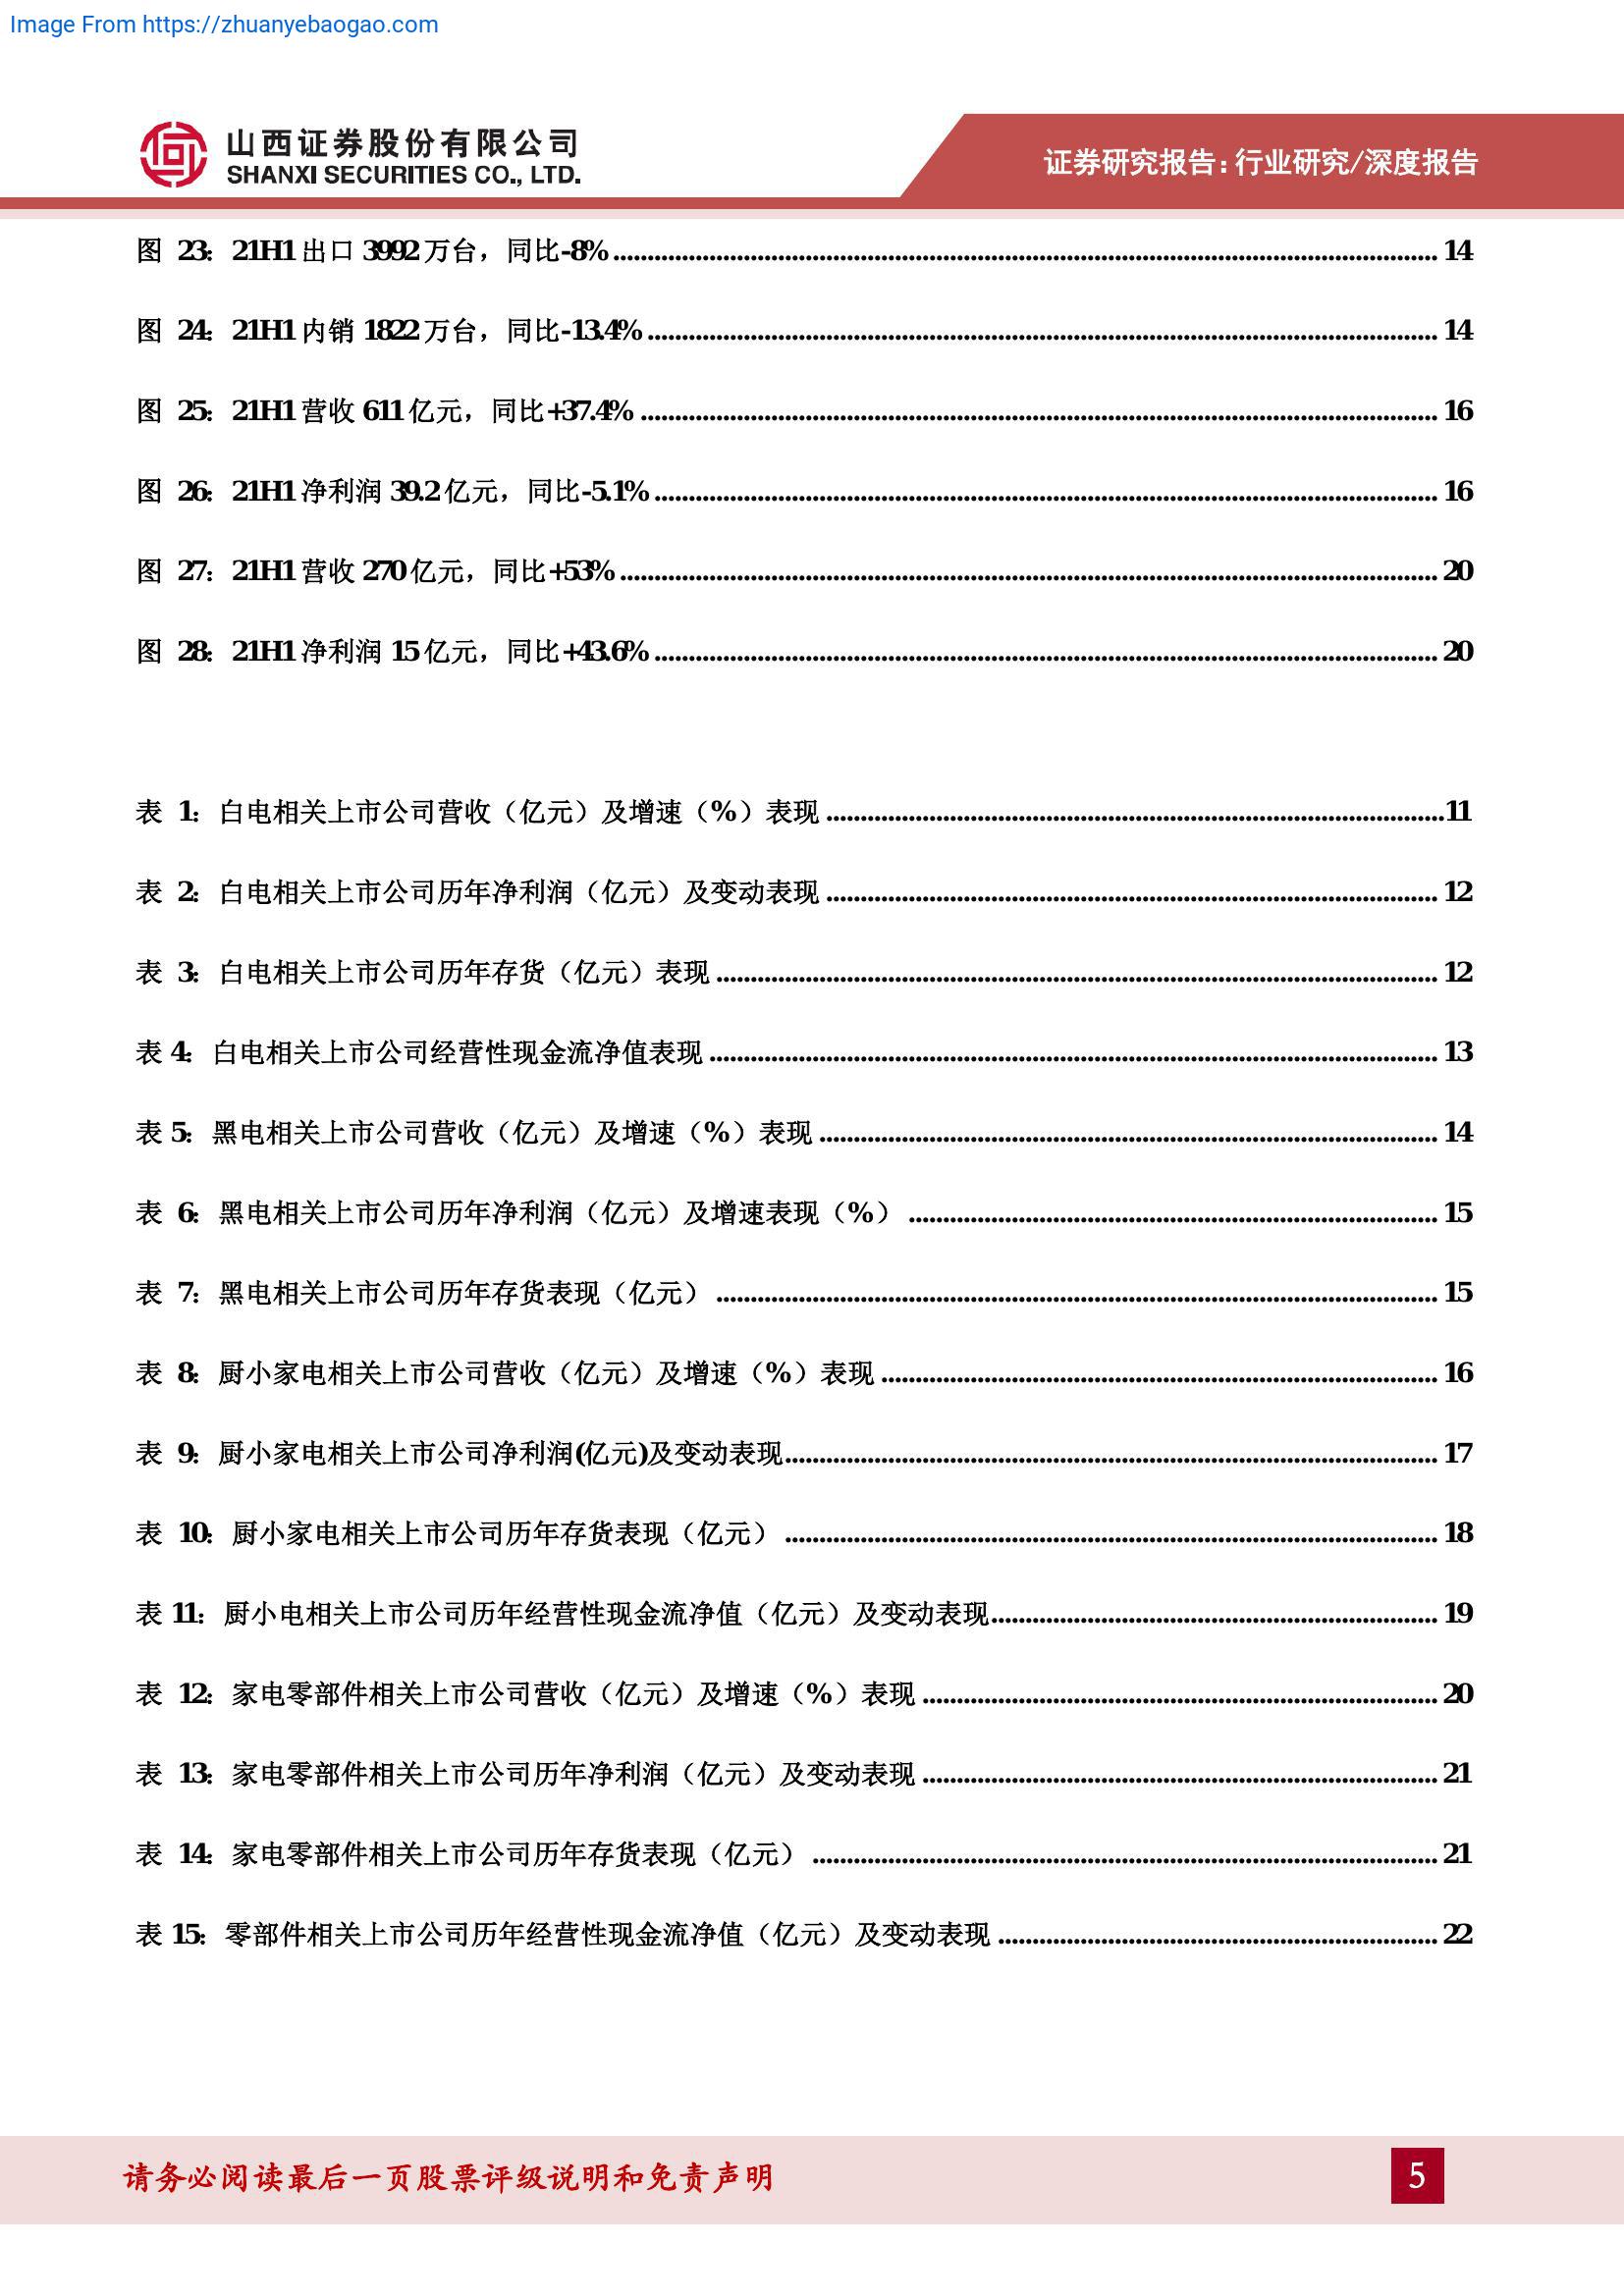 Image From https://zhuanyebaogao.com
山西证券股份有限公司
SHANXI SECURITIES CO., LTD.
证券研究报告:行业研究/深度报告
图 23: 21H1 出口 3992 万台，同比-8% 14
图 24: 21H1 内销 1822 万台，同比-13.4% 14
图 25: 21H1 营收 611 亿元，同比+37.4% 16
图 26: 21H1 净利润 39.2 亿元，同比-5.1% 16
图 27: 21H1 营收 270 亿元，同比+53% 20
图 28: 21H1 净利润 15 亿元，同比+43.6% 20
表 1: 白电相关上市公司营收（亿元）及增速（%）表现 11
表 2: 白电相关上市公司历年净利润（亿元）及变动表现 12
表 3: 白电相关上市公司历年存货（亿元）表现 12
表 4: 白电相关上市公司经营性现金流净值表现 13
表 5: 黑电相关上市公司营收（亿元）及增速（%）表现 14
表 6: 黑电相关上市公司历年净利润（亿元）及增速表现（%） 15
表 7: 黑电相关上市公司历年存货表现（亿元） 15
表 8: 厨小家电相关上市公司营收（亿元）及增速（%）表现 16
表 9: 厨小家电相关上市公司净利润(亿元)及变动表现 17
表 10: 厨小家电相关上市公司历年存货表现（亿元） 18
表 11: 厨小电相关上市公司历年经营性现金流净值（亿元）及变动表现 19
表 12: 家电零部件相关上市公司营收（亿元）及增速（%）表现 20
表 13: 家电零部件相关上市公司历年净利润（亿元）及变动表现 21
表 14: 家电零部件相关上市公司历年存货表现（亿元） 21
表 15: 零部件相关上市公司历年经营性现金流净值（亿元）及变动表现 22
请务必阅读最后一页股票评级说明和免责声明
5